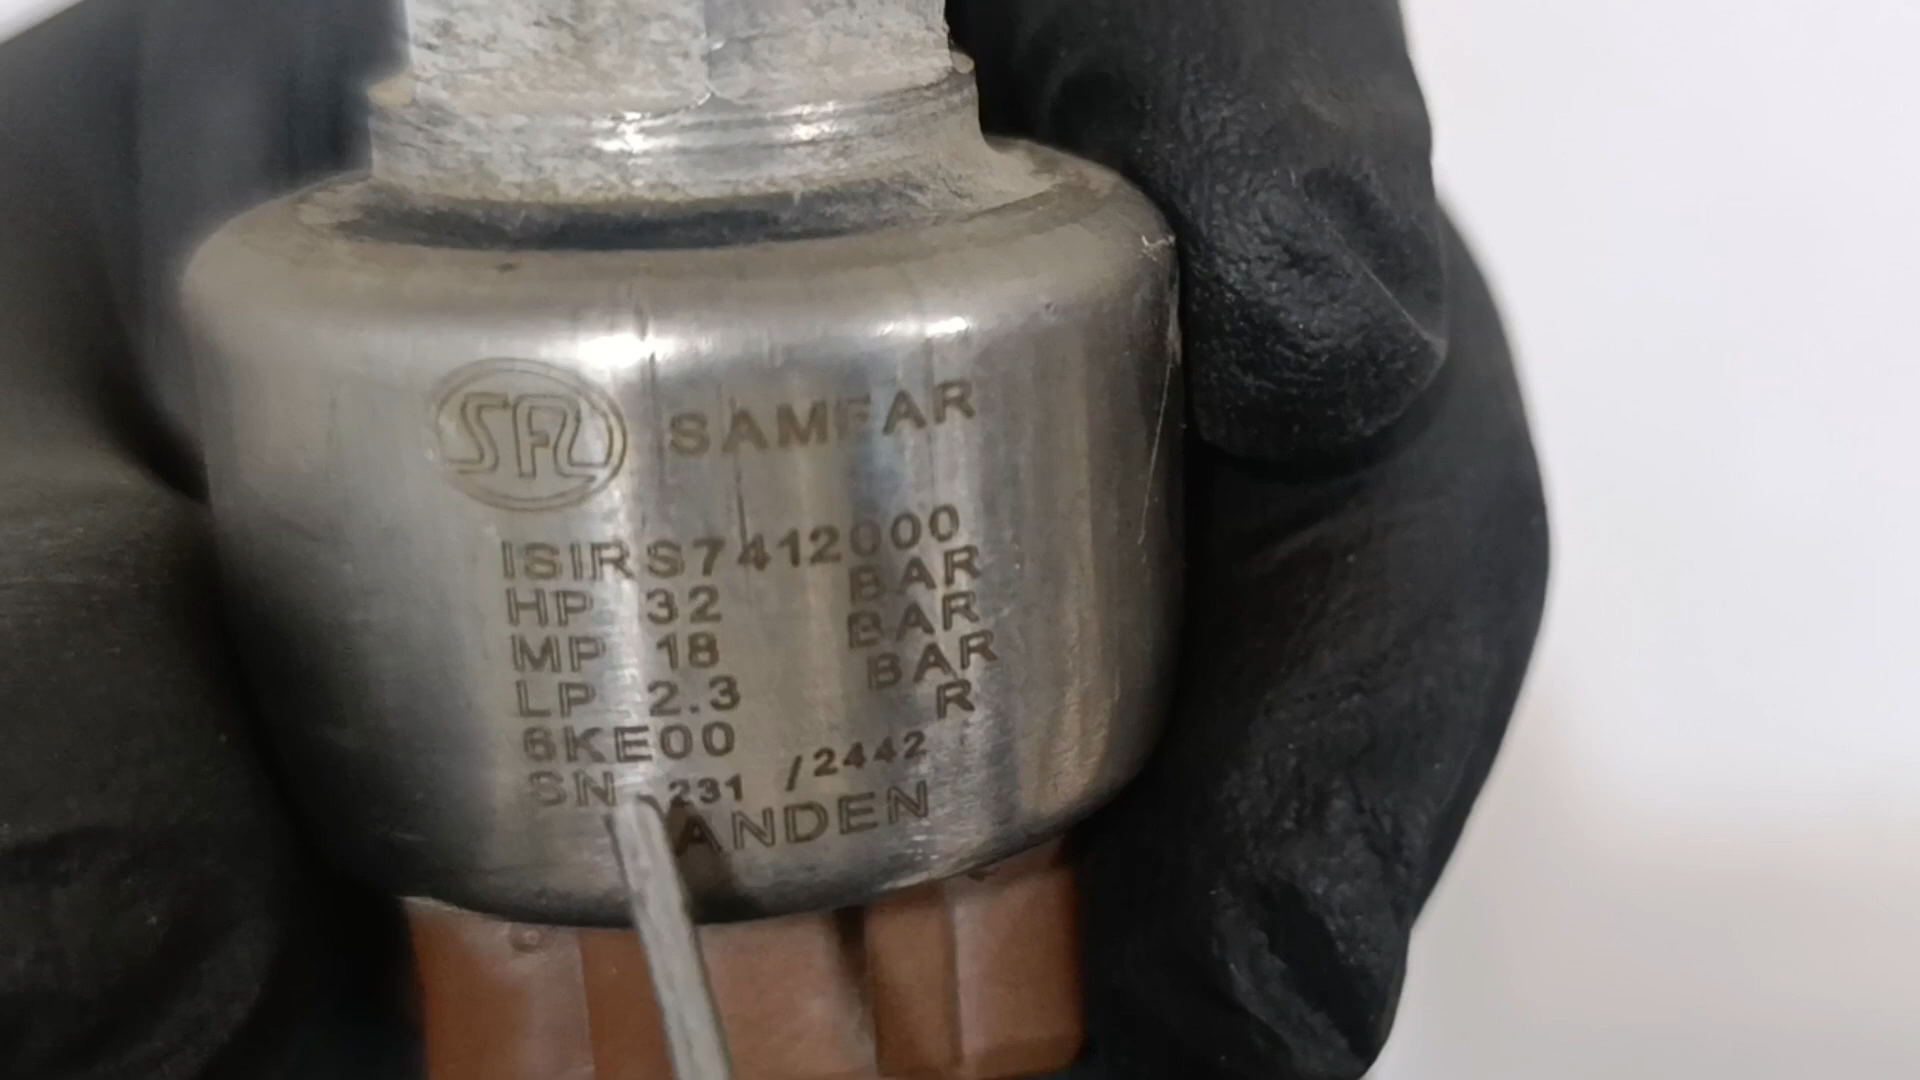 SFL SAMFAR
ISIRS7412000
HP 32 BAR
MP 18 BAR
LP 2.3 BAR
6KE00 R
SN 231 /2442
ANDEN